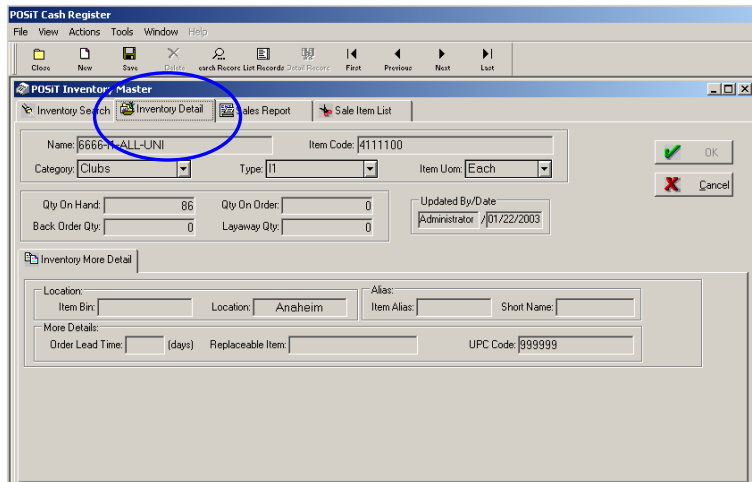 POSiT Cash Register
File View Actions Tools Window Help
Close New Save Delete earch Recorc List Records Detail Recorc First Previous Next Last
POSiT Inventory Master
Inventory Search Inventory Detail Sales Report Sale Item List
Name: 6666-I1-ALL-UNI Item Code: 4111100 OK
Category: Clubs Type: I1 Item Uom: Each Cancel
Qty On Hand: 86 Qty On Order: 0 Updated By/Date
Back Order Qty: 0 Layaway Qty: 0 Administrator / 01/22/2003
Inventory More Detail
Location: Alias:
Item Bin: Location: Anaheim Item Alias: Short Name:
More Details:
Order Lead Time: (days) Replaceable Item: UPC Code: 999999